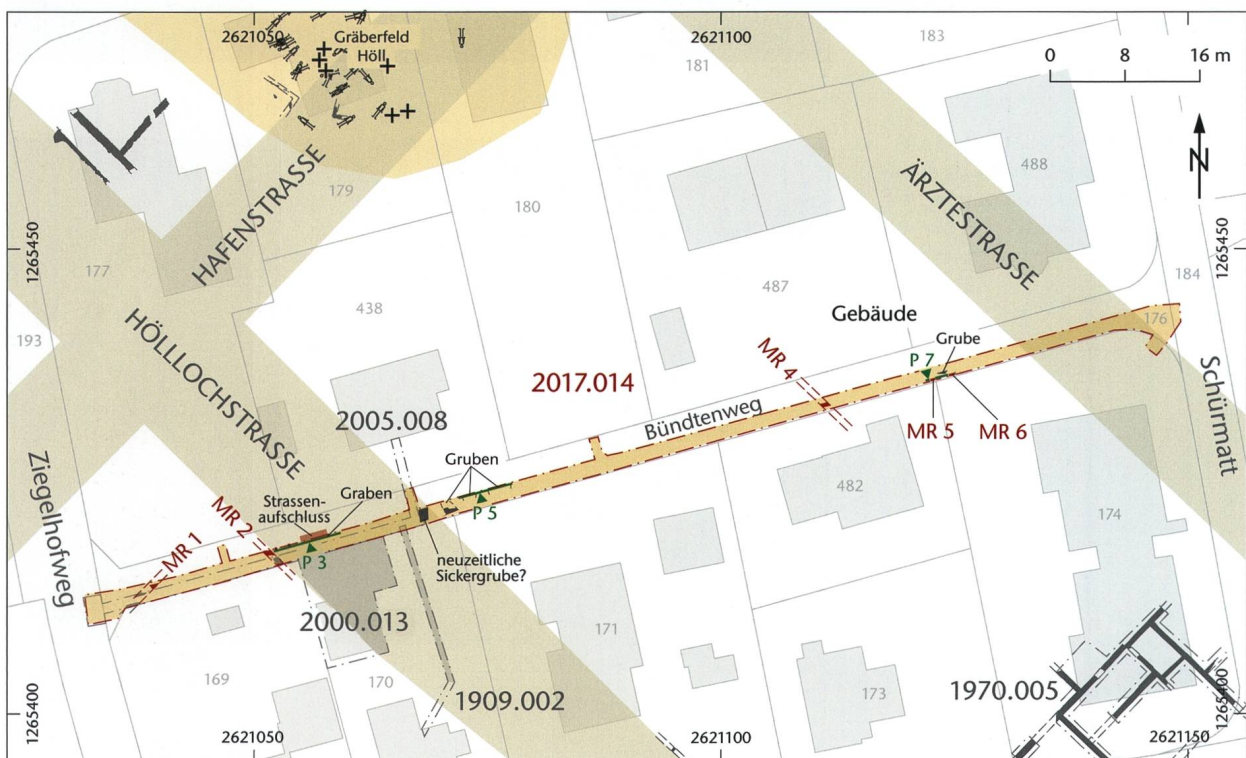 2621050
2621100
Gräberfeld
Höll
183
181
0 8 16 m
N
488
179
HAFENSTRASSE
ÄRZTESTRASSE
180
1265450
1265450
177
184
438
487
HÖLLLOCHSTRASSE
Gebäude
176
193
Grube
P 7
MR 4
2017.014
Bündtenweg
MR 5
MR 6
Schürmatt
2005.008
Gruben
482
Ziegelhofweg
Strassen-
aufschluss
Graben
P 5
174
MR 2
MR 1
P 3
neuzeitliche
Sickergrube?
2000.013
171
169
170
1909.002
173
1970.005
1265400
1265400
2621050
2621100
2621150